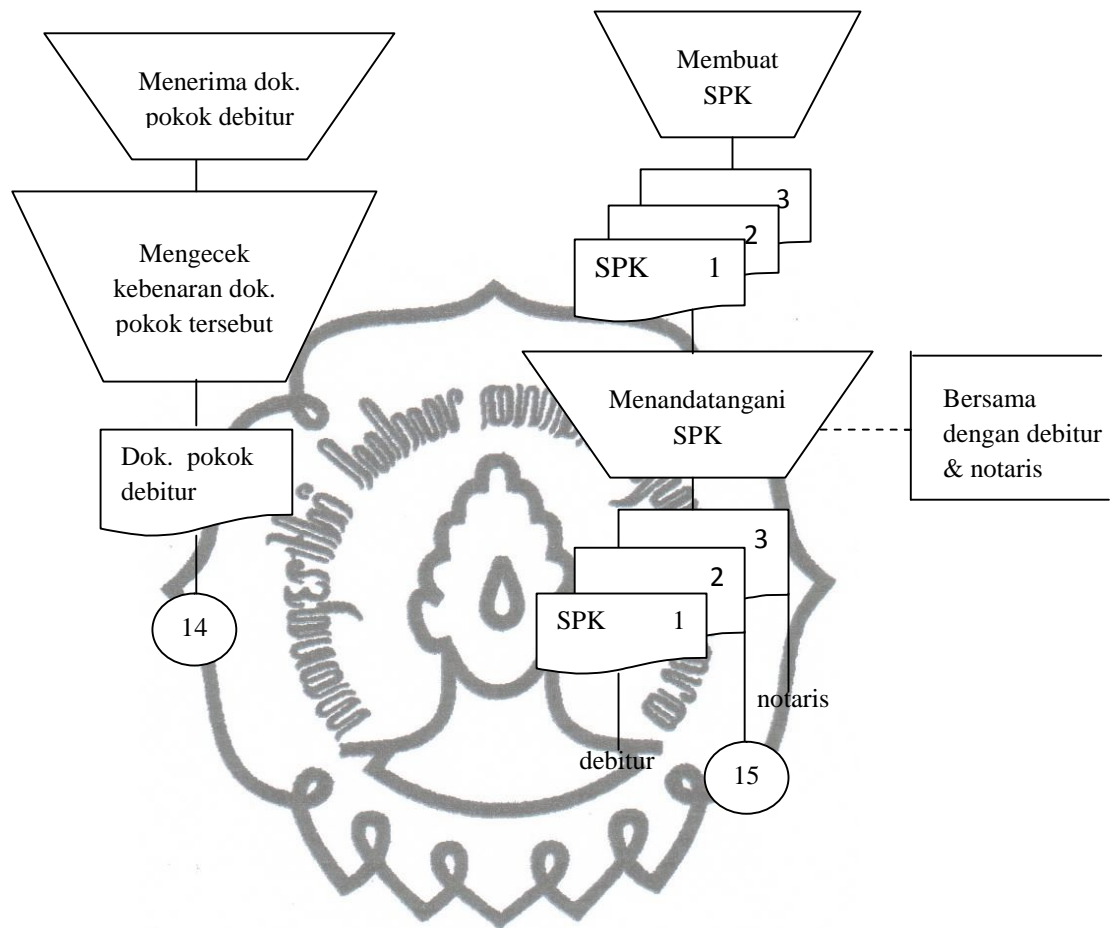 Menerima dok.
pokok debitur
Mengecek
kebenaran dok.
pokok tersebut
Dok. pokok
debitur
14
Membuat
SPK
3
2
SPK 1
Menandatangani
SPK
Bersama
dengan debitur
& notaris
3
2
SPK 1
notaris
debitur
15